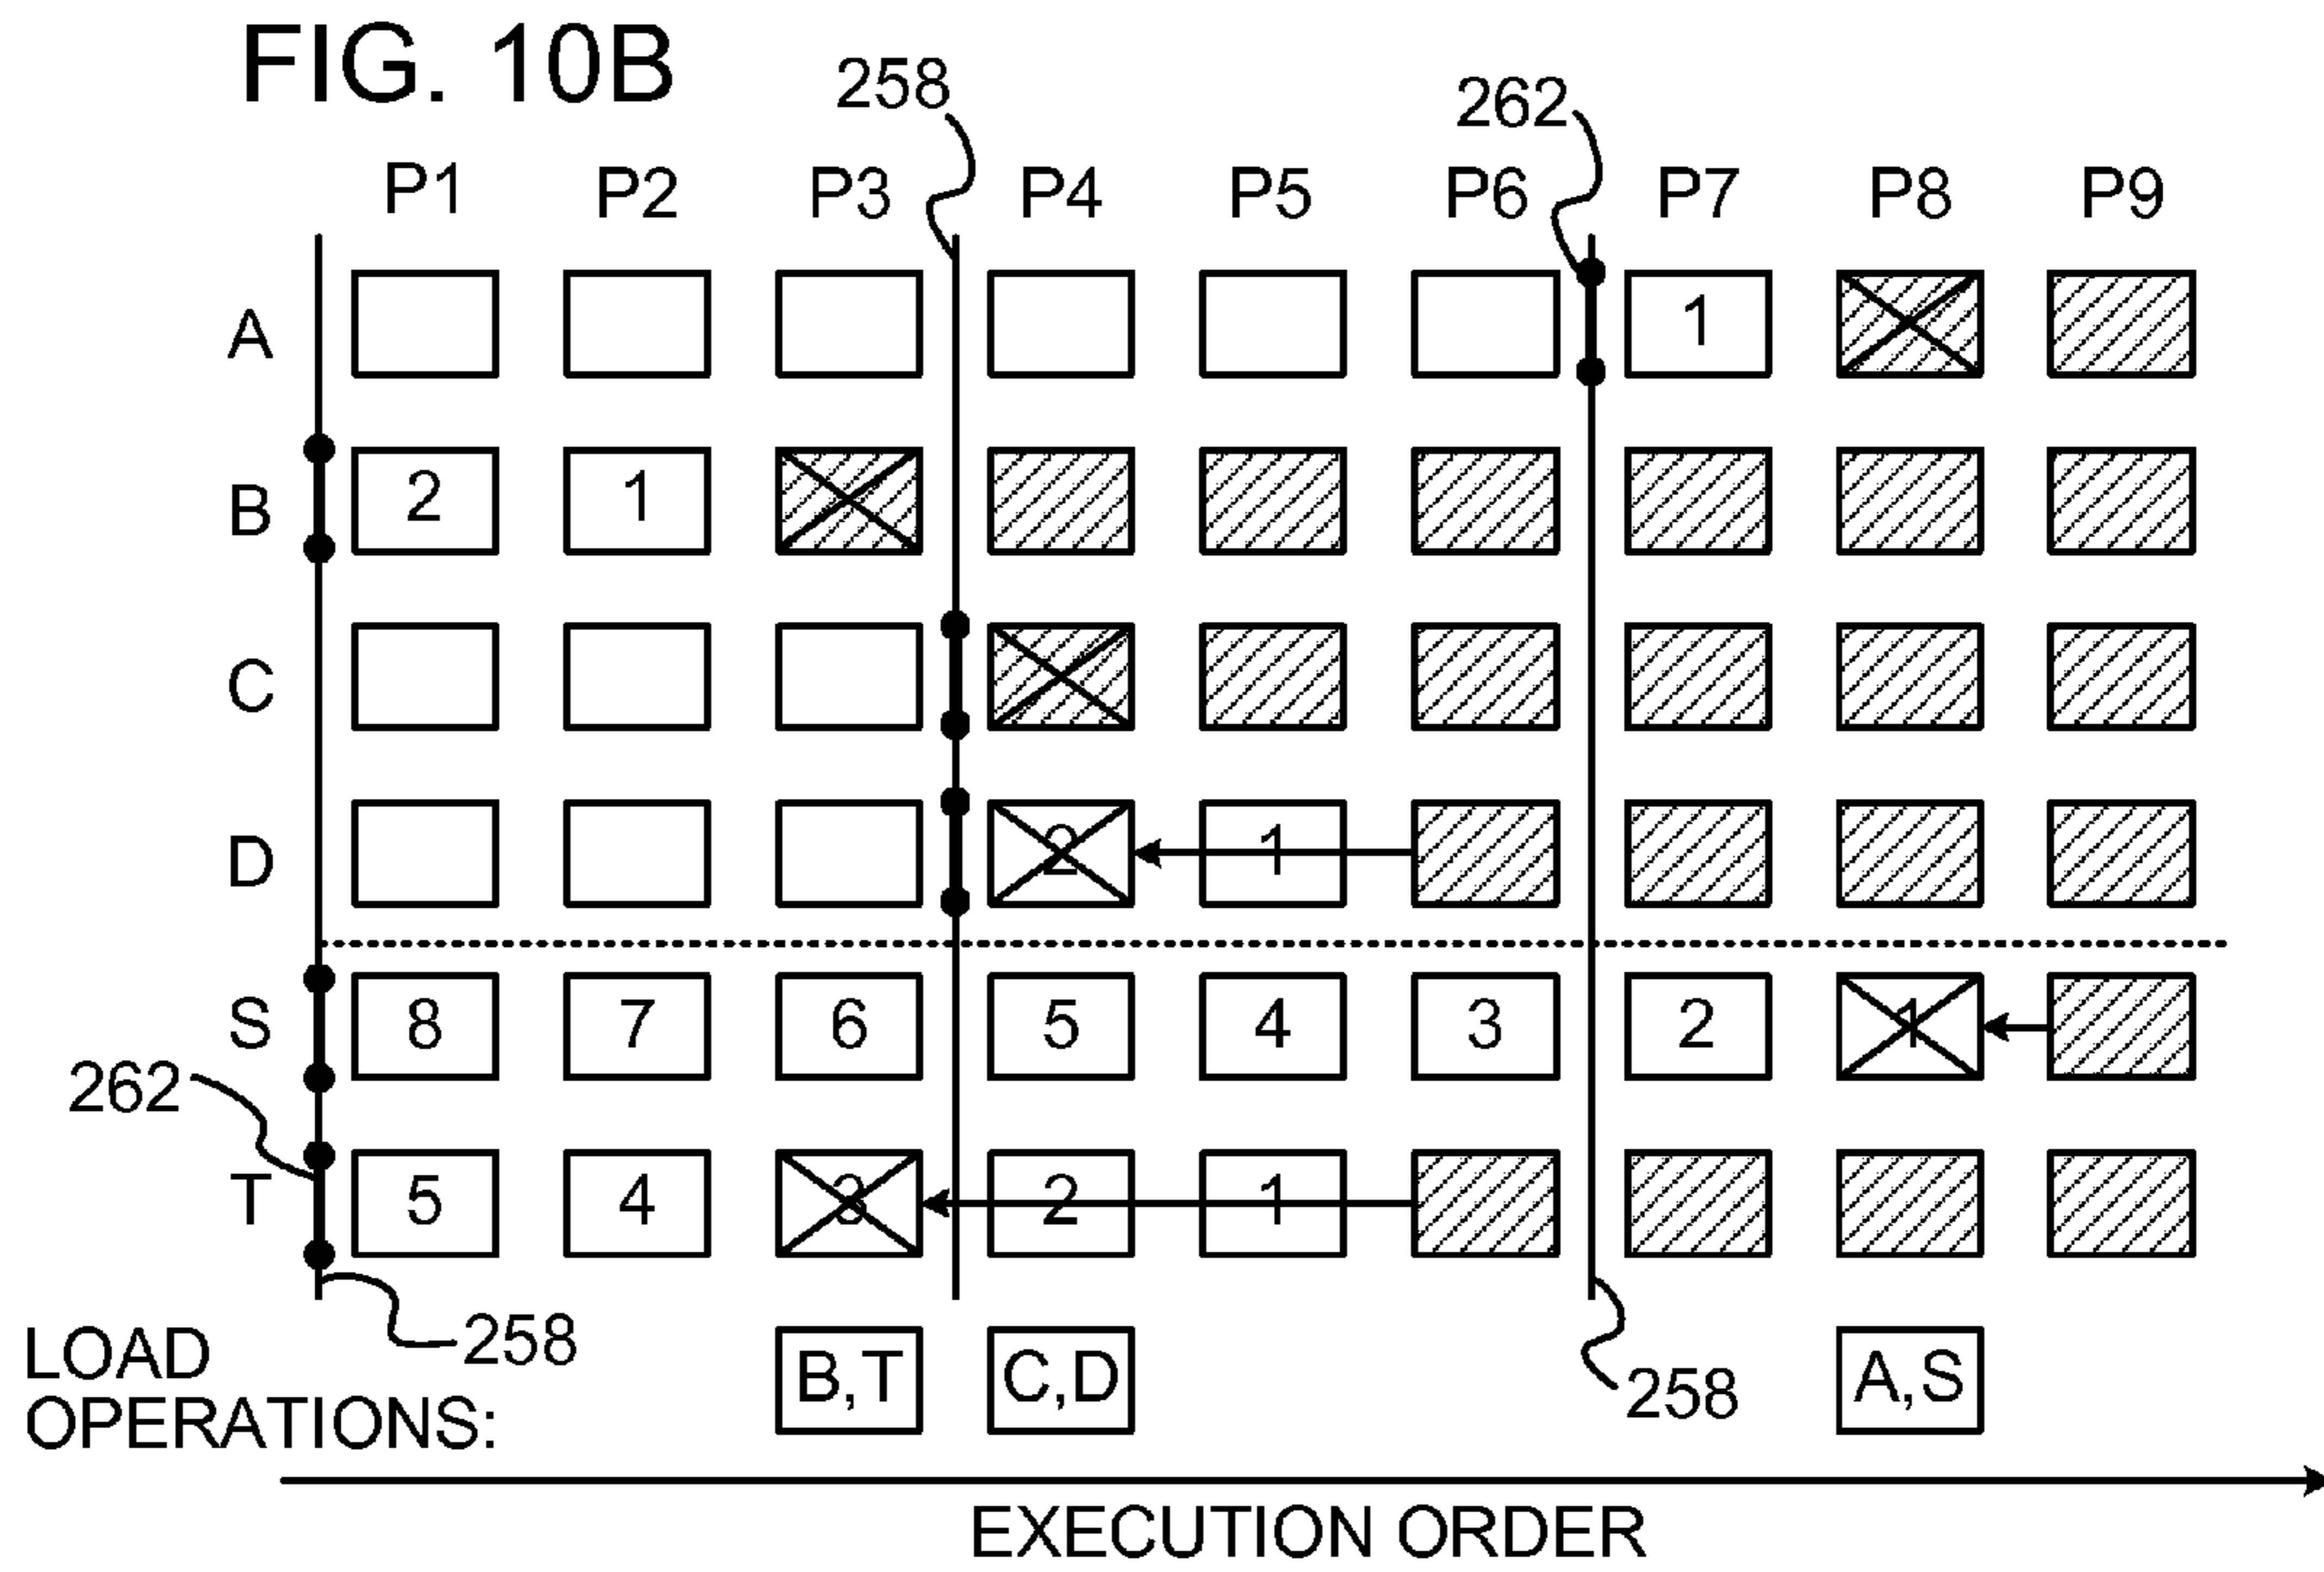 FIG. 10B
258
262
P1 P2 P3 P4 P5 P6 P7 P8 P9
A 1
B 2 1
C
D 2 1
S 8 7 6 5 4 3 2 1
262
T 5 4 3 2 1
258
258
LOAD OPERATIONS: B,T C,D A,S
EXECUTION ORDER